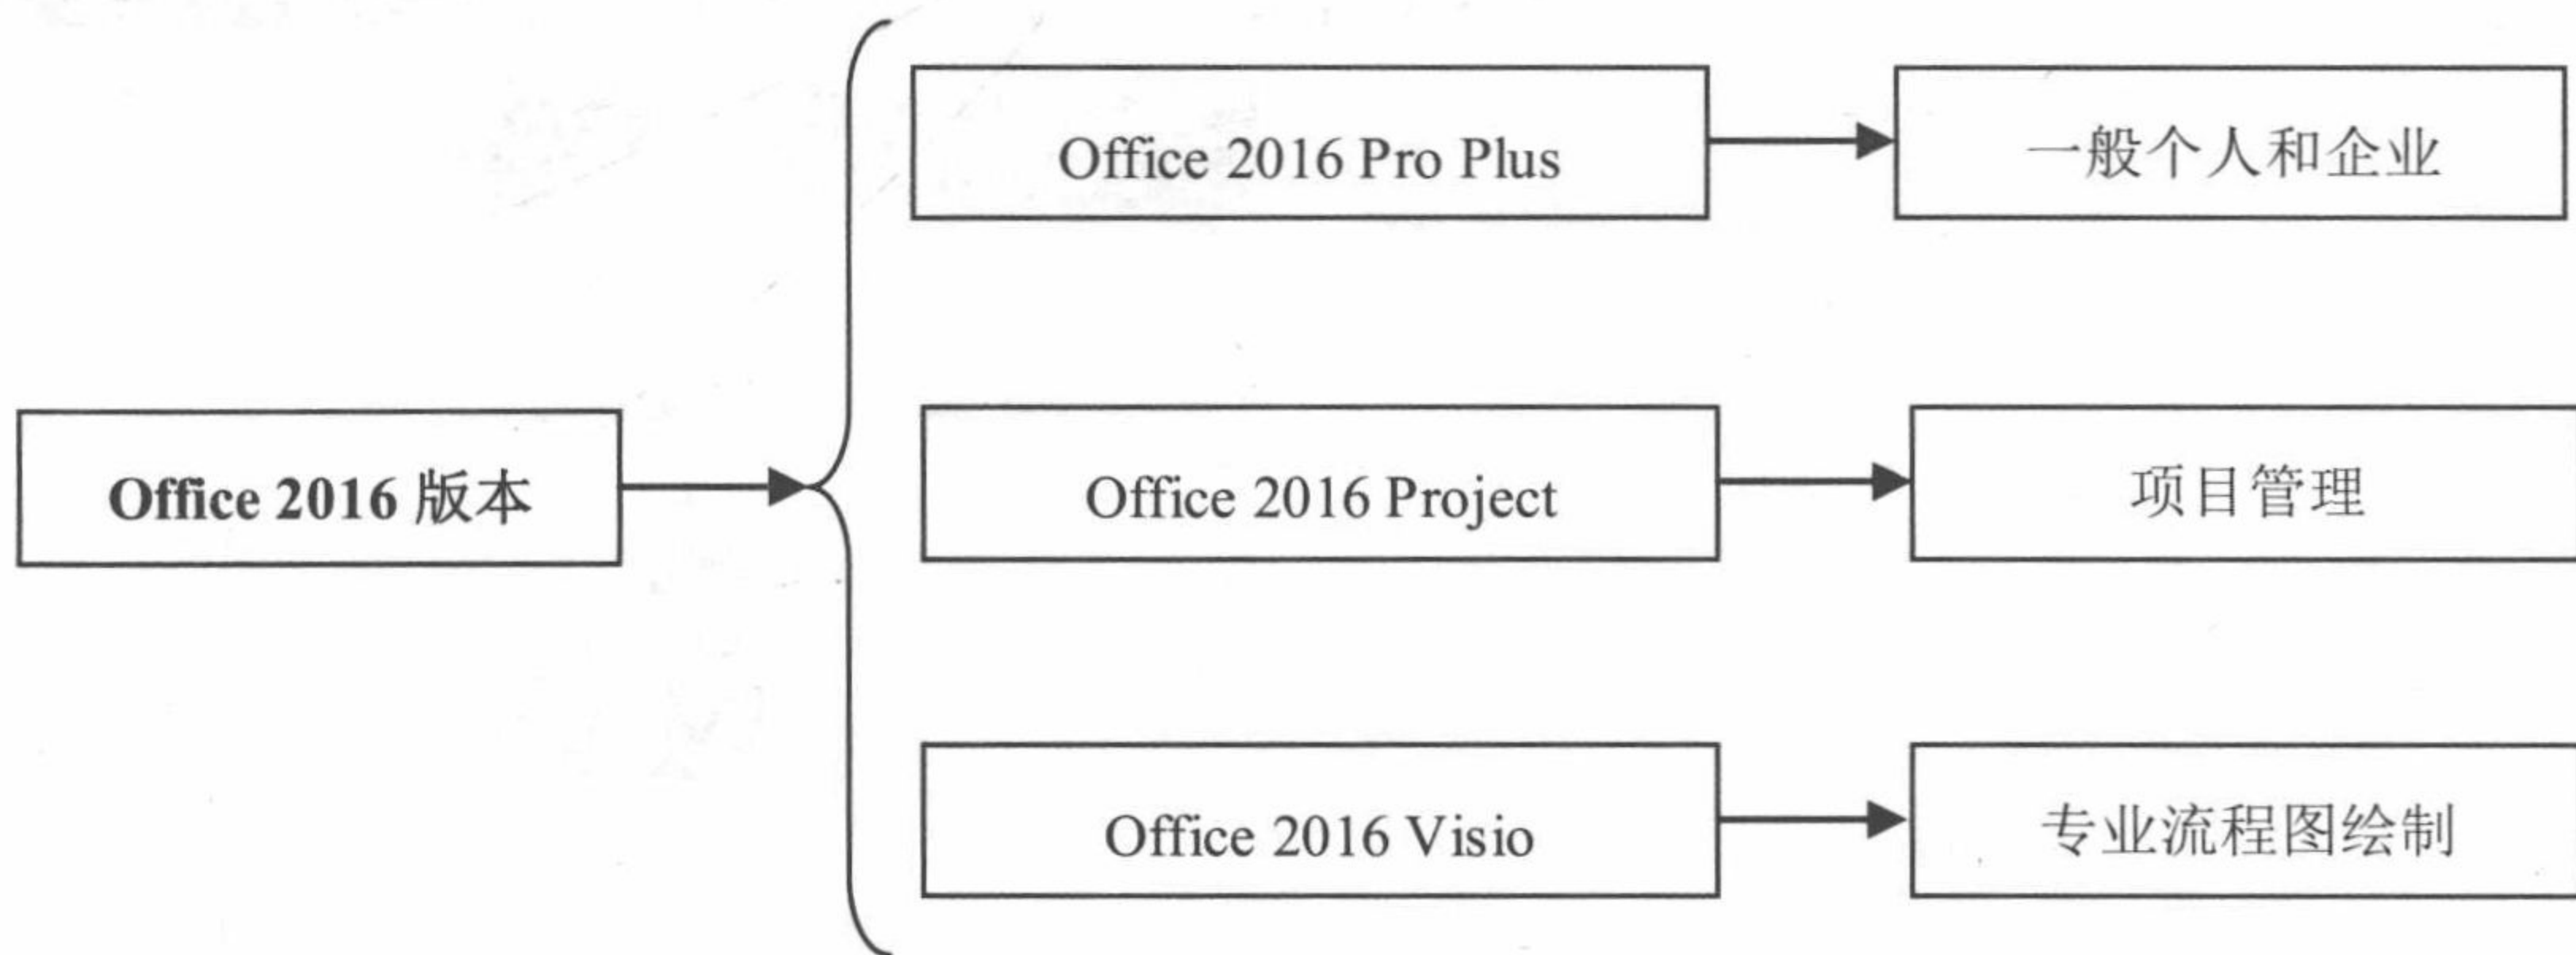 Office 2016 Pro Plus
一般个人和企业
Office 2016 版本
Office 2016 Project
项目管理
Office 2016 Visio
专业流程图绘制